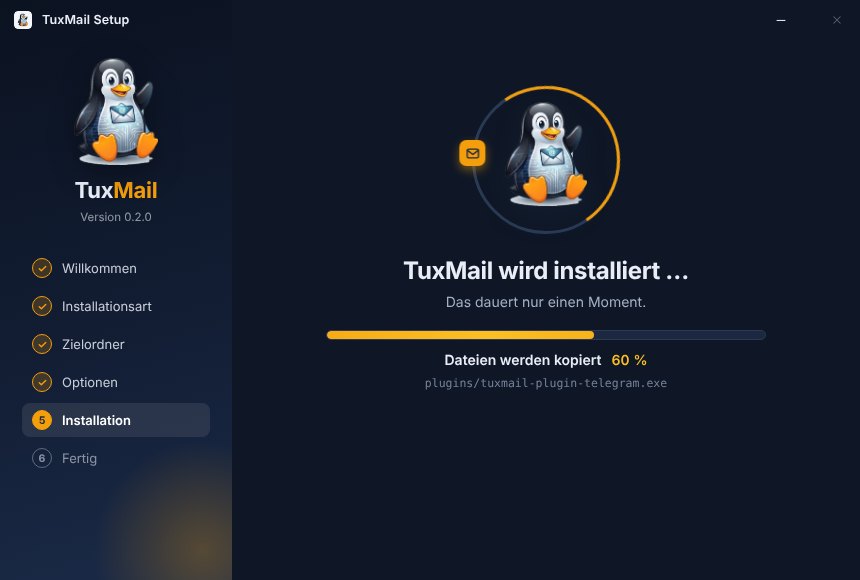 TuxMail Setup
TuxMail
Version 0.2.0
Willkommen
Installationsart
Zielordner
Optionen
5 Installation
6 Fertig
TuxMail wird installiert ...
Das dauert nur einen Moment.
Dateien werden kopiert 60 %
plugins/tuxmail-plugin-telegram.exe